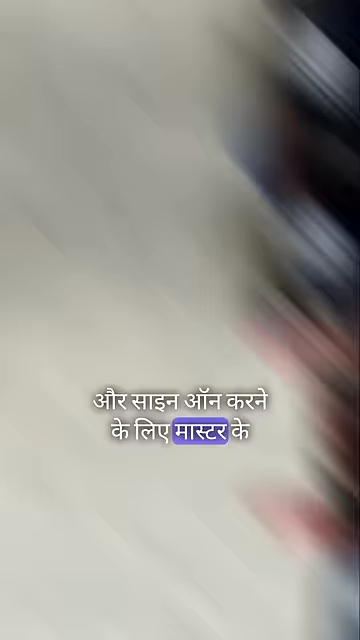 और साइन ऑन करने
के लिए मास्टर के